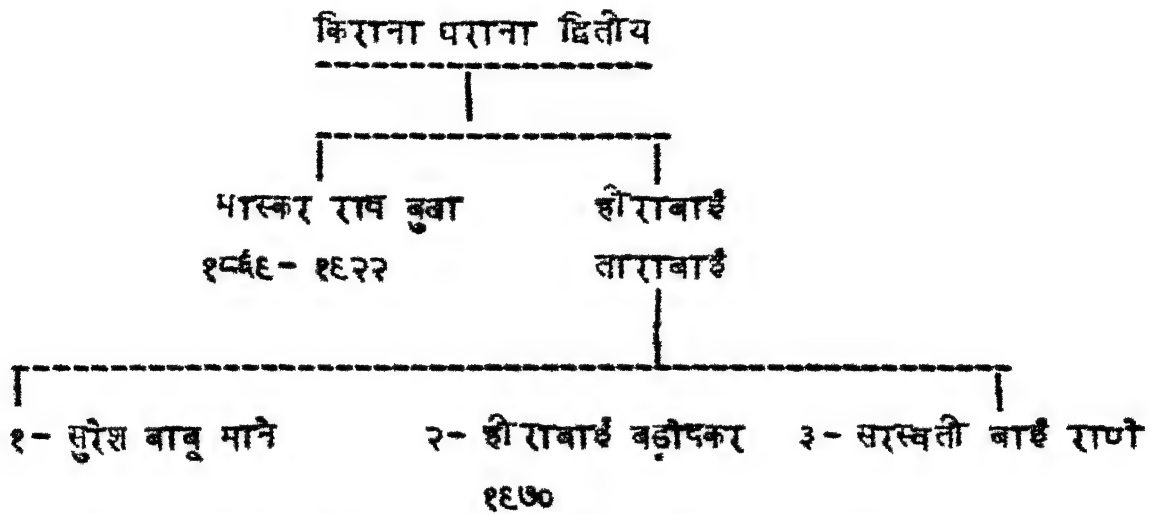 किराना घराना द्वितीय
भास्कर राव बुवा हीराबाई
१८६९- १९२२ ताराबाई
१- सुरेश बाबू माने २- हीराबाई बड़ोदकर ३- सरस्वती बाई राणे
१९७०